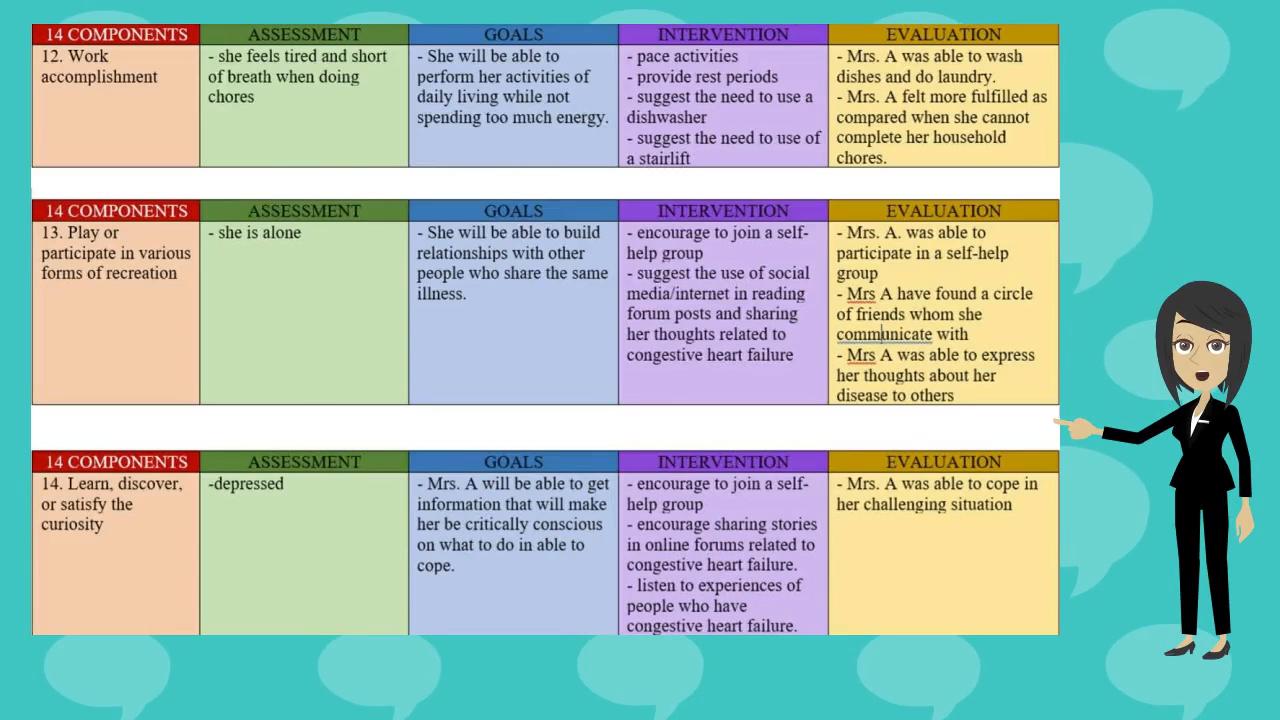 14 COMPONENTS
ASSESSMENT
GOALS
INTERVENTION
EVALUATION
12. Work
accomplishment
- she feels tired and short
of breath when doing
chores
- She will be able to
perform her activities of
daily living while not
spending too much energy.
- pace activities
- provide rest periods
- suggest the need to use a
dishwasher
- suggest the need to use of
a stairlift
- Mrs. A was able to wash
dishes and do laundry.
- Mrs. A felt more fulfilled as
compared when she cannot
complete her household
chores.
14 COMPONENTS
ASSESSMENT
GOALS
INTERVENTION
EVALUATION
13. Play or
participate in various
forms of recreation
- she is alone
- She will be able to build
relationships with other
people who share the same
illness.
- encourage to join a self-
help group
- suggest the use of social
media/internet in reading
forum posts and sharing
her thoughts related to
congestive heart failure
- Mrs. A. was able to
participate in a self-help
group
- Mrs A have found a circle
of friends whom she
communicate with
- Mrs A was able to express
her thoughts about her
disease to others
14 COMPONENTS
ASSESSMENT
GOALS
INTERVENTION
EVALUATION
14. Learn, discover,
or satisfy the
curiosity
-depressed
- Mrs. A will be able to get
information that will make
her be critically conscious
on what to do in able to
cope.
- encourage to join a self-
help group
- encourage sharing stories
in online forums related to
congestive heart failure.
- listen to experiences of
people who have
congestive heart failure.
- Mrs. A was able to cope in
her challenging situation